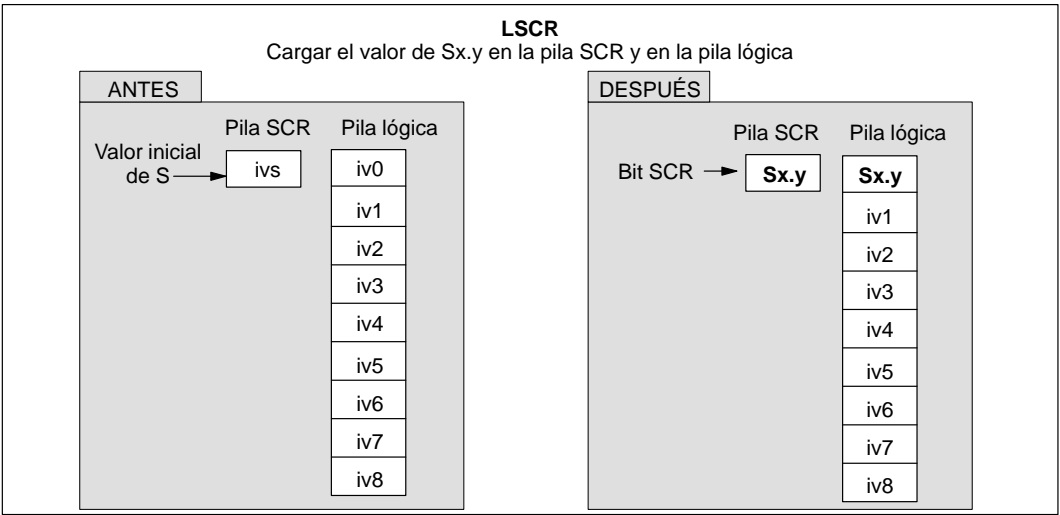 LSCR
Cargar el valor de Sx.y en la pila SCR y en la pila lógica
ANTES
Pila SCR
Pila lógica
Valor inicial
de S
ivs
iv0
iv1
iv2
iv3
iv4
iv5
iv6
iv7
iv8
DESPUÉS
Pila SCR
Pila lógica
Bit SCR
Sx.y
Sx.y
iv1
iv2
iv3
iv4
iv5
iv6
iv7
iv8